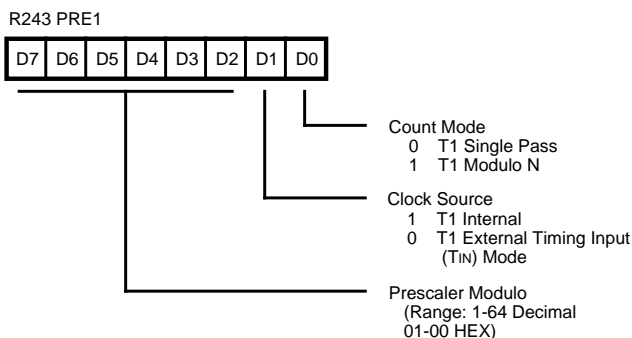 R243 PRE1
D7 D6 D5 D4 D3 D2 D1 D0
Count Mode
0 T1 Single Pass
1 T1 Modulo N
Clock Source
1 T1 Internal
0 T1 External Timing Input
(TIN) Mode
Prescaler Modulo
(Range: 1-64 Decimal
01-00 HEX)